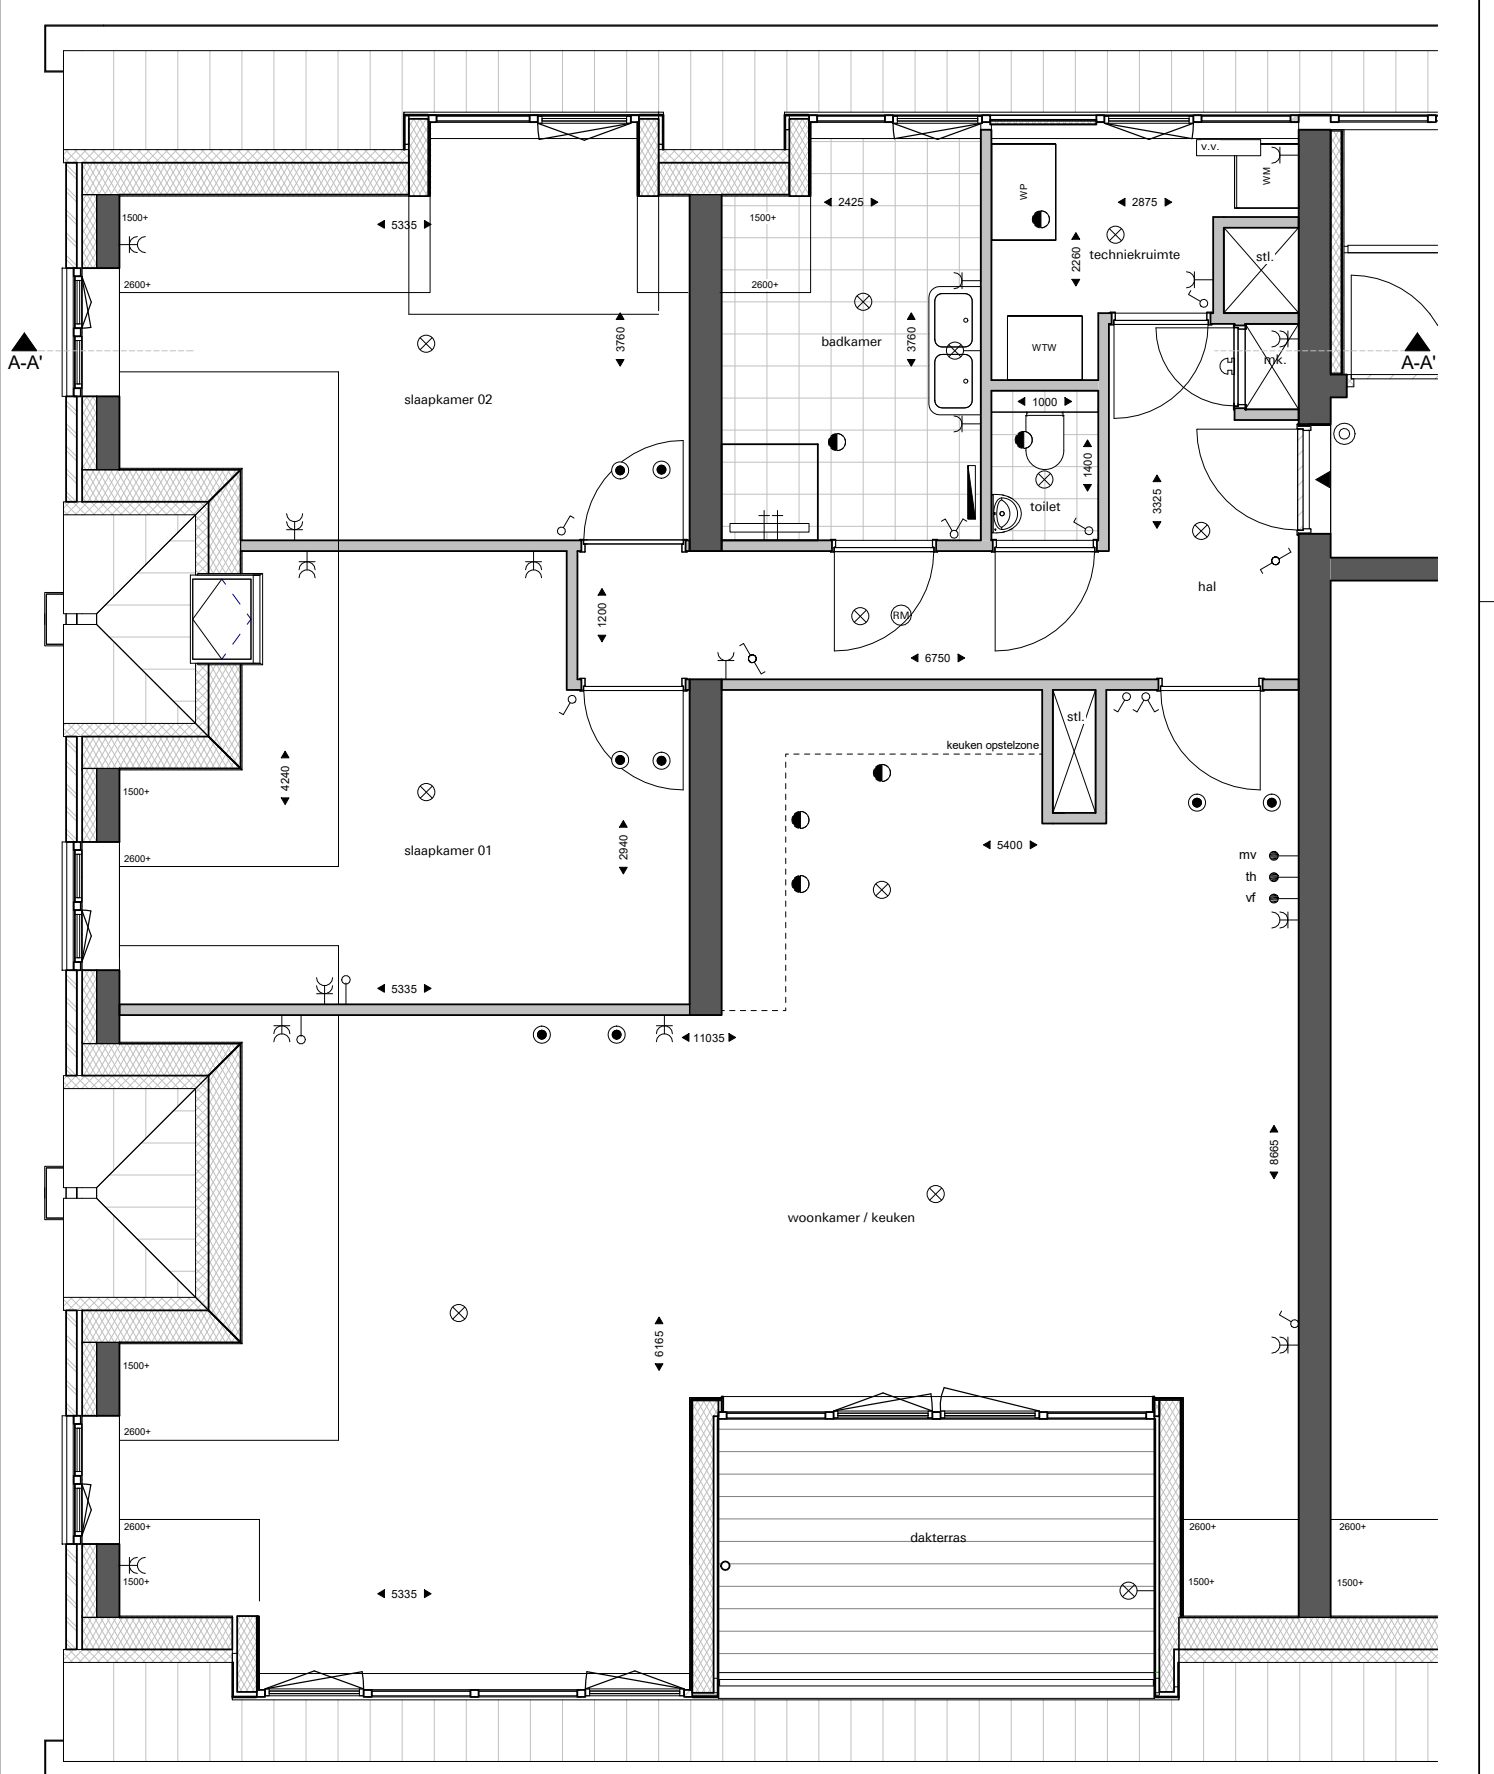 v.v.
WM
WP
2425
2875
1500+
5335
1500+
2260
techniekruimte
stl.
2600+
2600+
3760
badkamer
3760
WTW
mk.
A-A'
A-A'
slaapkamer 02
1000
1400
toilet
3325
hal
1200
RM
6750
stl.
keuken opstelzone
4240
1500+
2940
slaapkamer 01
2600+
5400
mv
th
vf
5335
11035
8665
woonkamer / keuken
6165
1500+
2600+
2600+
dakterras
2600+
2600+
1500+
5335
1500+
1500+